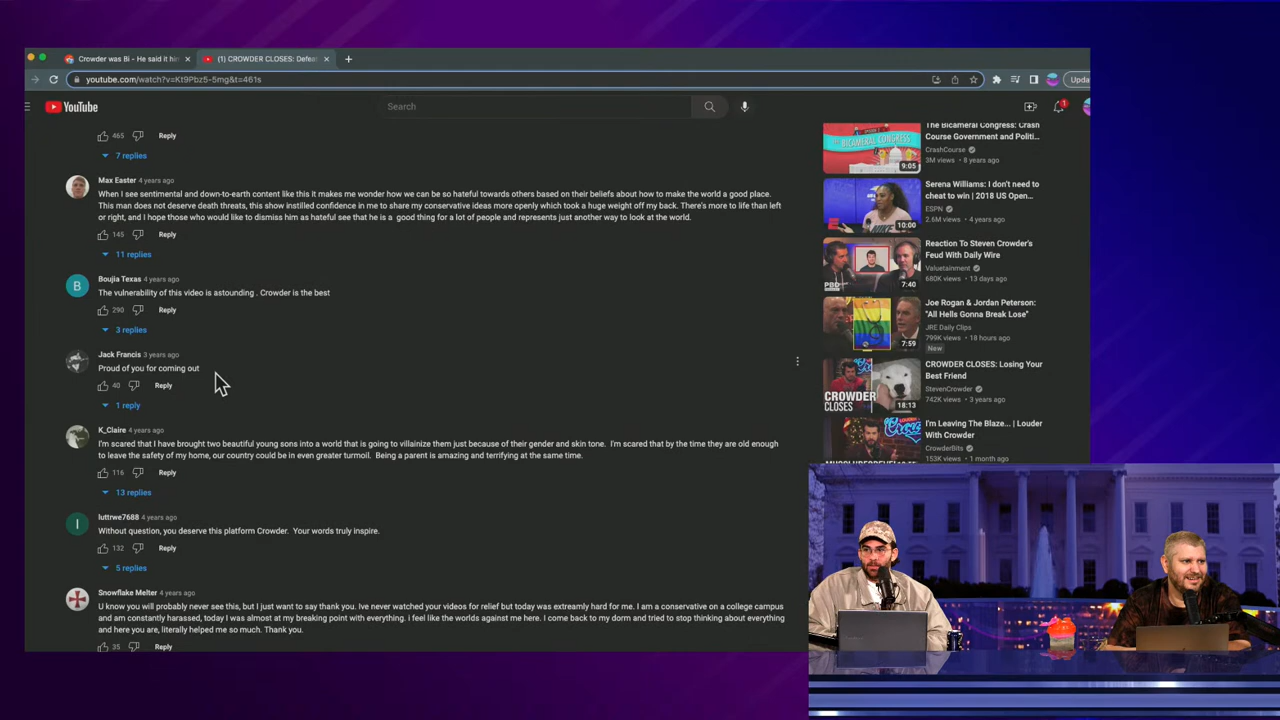 Crowder was Bi - He said it him
(1) CROWDER CLOSES: Defeat
youtube.com/watch?v=Kt9Pbz5-5mg&t=461s
YouTube
Search
1
465 Reply
7 replies
Max Easter 4 years ago
When I see sentimental and down-to-earth content like this it makes me wonder how we can be so hateful towards others based on their beliefs about how to make the world a good place.
This man does not deserve death threats, this show instilled confidence in me to share my conservative ideas more openly which took a huge weight off my back. There's more to life than left
or right, and I hope those who would like to dismiss him as hateful see that he is a good thing for a lot of people and represents just another way to look at the world.
145 Reply
11 replies
B
Boujia Texas 4 years ago
The vulnerability of this video is astounding . Crowder is the best
290 Reply
3 replies
Jack Francis 3 years ago
Proud of you for coming out
40 Reply
1 reply
K_Claire 4 years ago
I'm scared that I have brought two beautiful young sons into a world that is going to villainize them just because of their gender and skin tone. I'm scared that by the time they are old enough
to leave the safety of my home, our country could be in even greater turmoil. Being a parent is amazing and terrifying at the same time.
116 Reply
13 replies
l
luttrwe7688 4 years ago
Without question, you deserve this platform Crowder. Your words truly inspire.
132 Reply
5 replies
Snowflake Melter 4 years ago
U know you will probably never see this, but I just want to say thank you. Ive never watched your videos for relief but today was extreamly hard for me. I am a conservative on a college campus
and am constantly harassed, today I was almost at my breaking point with everything. i feel like the worlds against me here. I come back to my dorm and tried to stop thinking about everything
and here you are, literally helped me so much. Thank you.
35 Reply
The Bicameral Congress: Crash
Course Government and Politi...
CrashCourse
3M views • 8 years ago
THE BICAMERAL
CONGRESS
9:05
Serena Williams: I don't need to
cheat to win | 2018 US Open...
ESPN
2.6M views • 4 years ago
10:00
Reaction To Steven Crowder's
Feud With Daily Wire
Valuetainment
680K views • 13 days ago
PBD
7:40
Joe Rogan & Jordan Peterson:
"All Hells Gonna Break Lose"
JRE Daily Clips
799K views • 18 hours ago
New
7:59
CROWDER CLOSES: Losing Your
Best Friend
StevenCrowder
742K views • 3 years ago
CROWDER
CLOSES
18:13
I'm Leaving The Blaze... | Louder
With Crowder
CrowderBits
153K views • 1 month ago